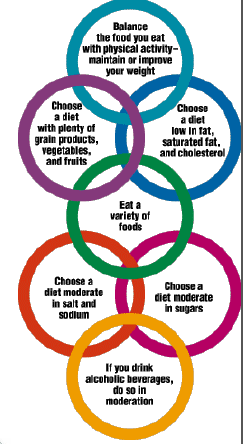 Balance
the food you eat
with physical activity–
maintain or improve
your weight
Choose
a diet
with plenty of
grain products,
vegetables,
and fruits
Choose
a diet
low in fat,
saturated fat,
and cholesterol
Eat a
variety of
foods
Choose a
diet moderate
in salt and
sodium
Choose a
diet moderate
in sugars
If you drink
alcoholic beverages,
do so in
moderation